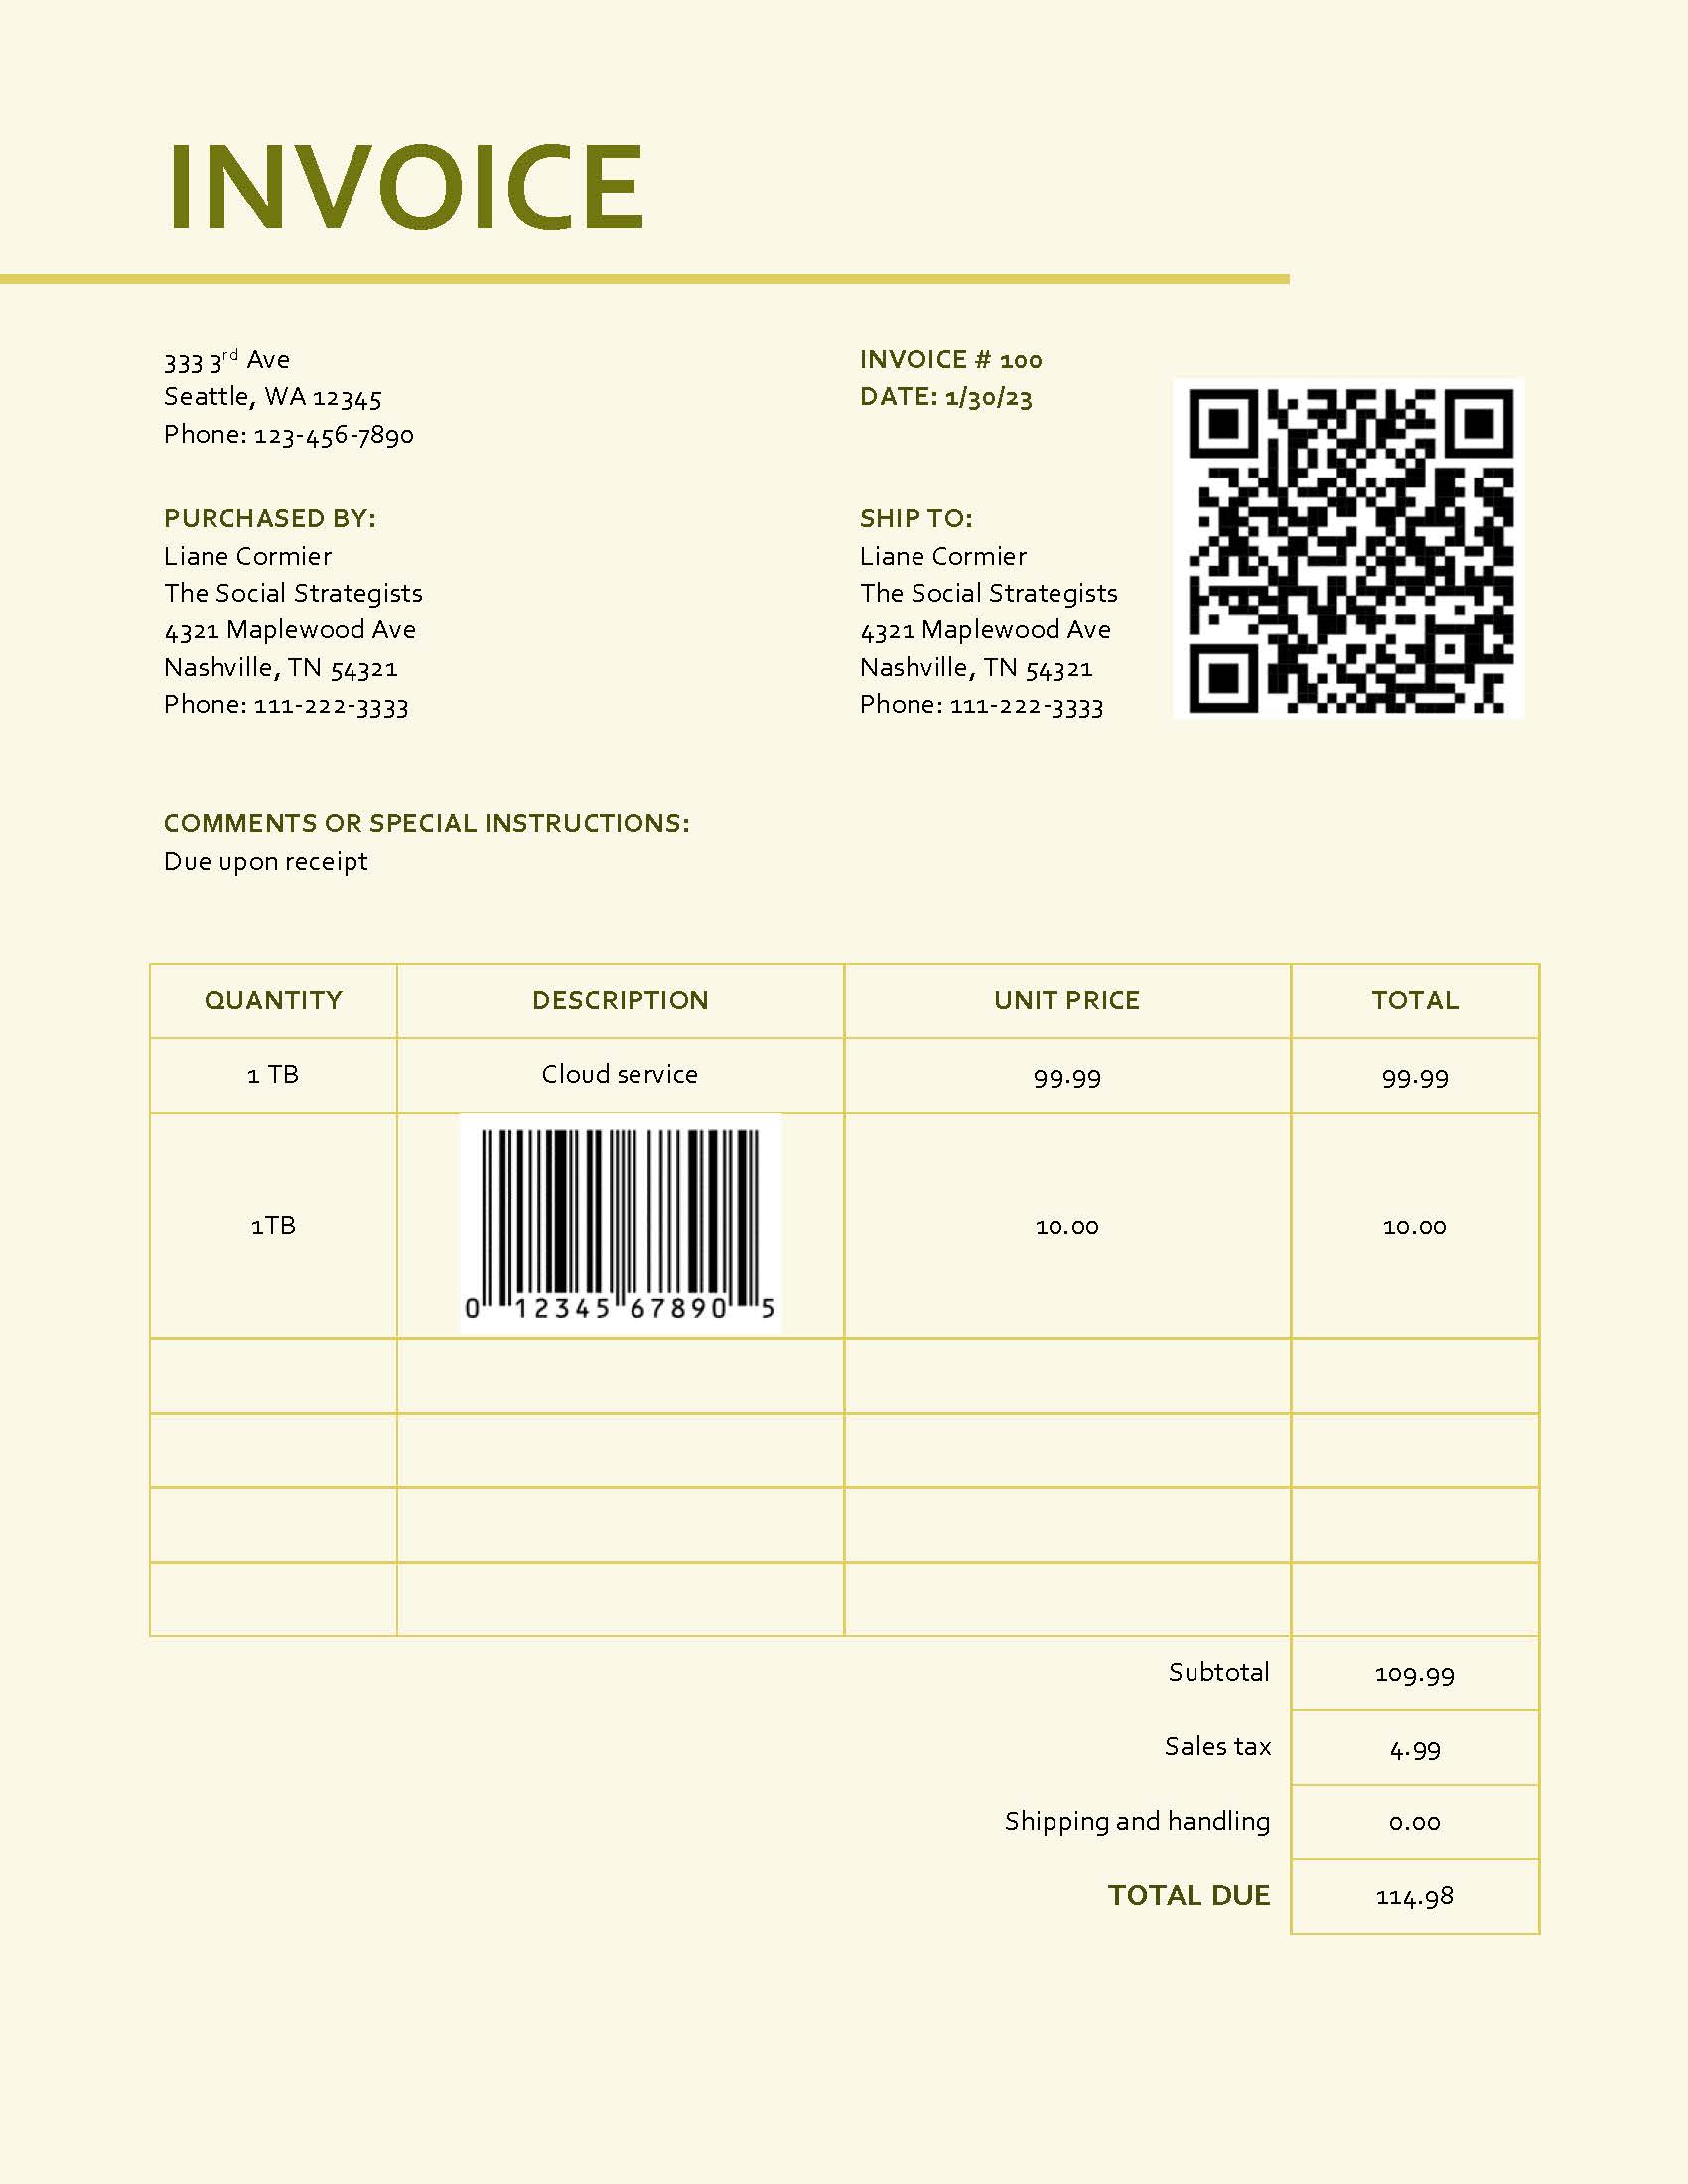 INVOICE
333 3rd Ave
Seattle, WA 12345
Phone: 123-456-7890
INVOICE # 100
DATE: 1/30/23
PURCHASED BY:
Liane Cormier
The Social Strategists
4321 Maplewood Ave
Nashville, TN 54321
Phone: 111-222-3333
SHIP TO:
Liane Cormier
The Social Strategists
4321 Maplewood Ave
Nashville, TN 54321
Phone: 111-222-3333
COMMENTS OR SPECIAL INSTRUCTIONS:
Due upon receipt
QUANTITY DESCRIPTION UNIT PRICE TOTAL
1 TB Cloud service 99.99 99.99
1TB 0 12345 67890 5 10.00 10.00
Subtotal 109.99
Sales tax 4.99
Shipping and handling 0.00
TOTAL DUE 114.98